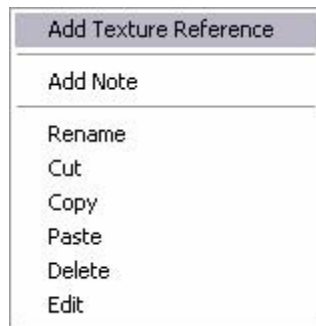 Add Texture Reference
Add Note
Rename
Cut
Copy
Paste
Delete
Edit